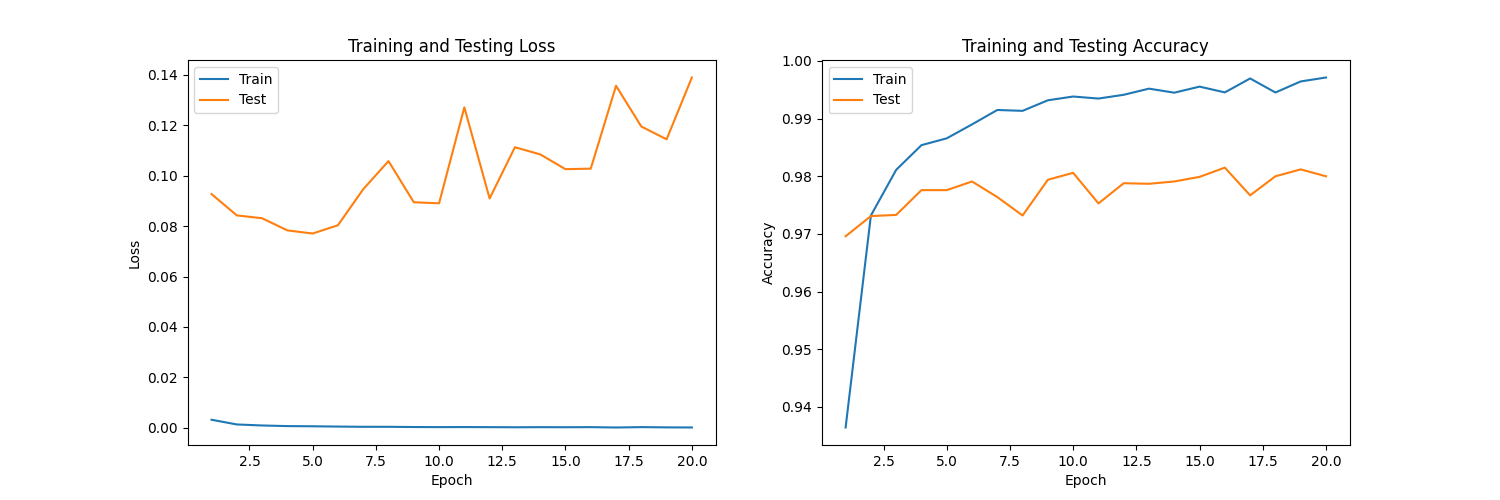 Training and Testing Loss
Train
Test
0.14
0.12
0.10
0.08
0.06
0.04
0.02
0.00
Loss
2.5 5.0 7.5 10.0 12.5 15.0 17.5 20.0
Epoch
Training and Testing Accuracy
Train
Test
1.00
0.99
0.98
0.97
0.96
0.95
0.94
Accuracy
2.5 5.0 7.5 10.0 12.5 15.0 17.5 20.0
Epoch